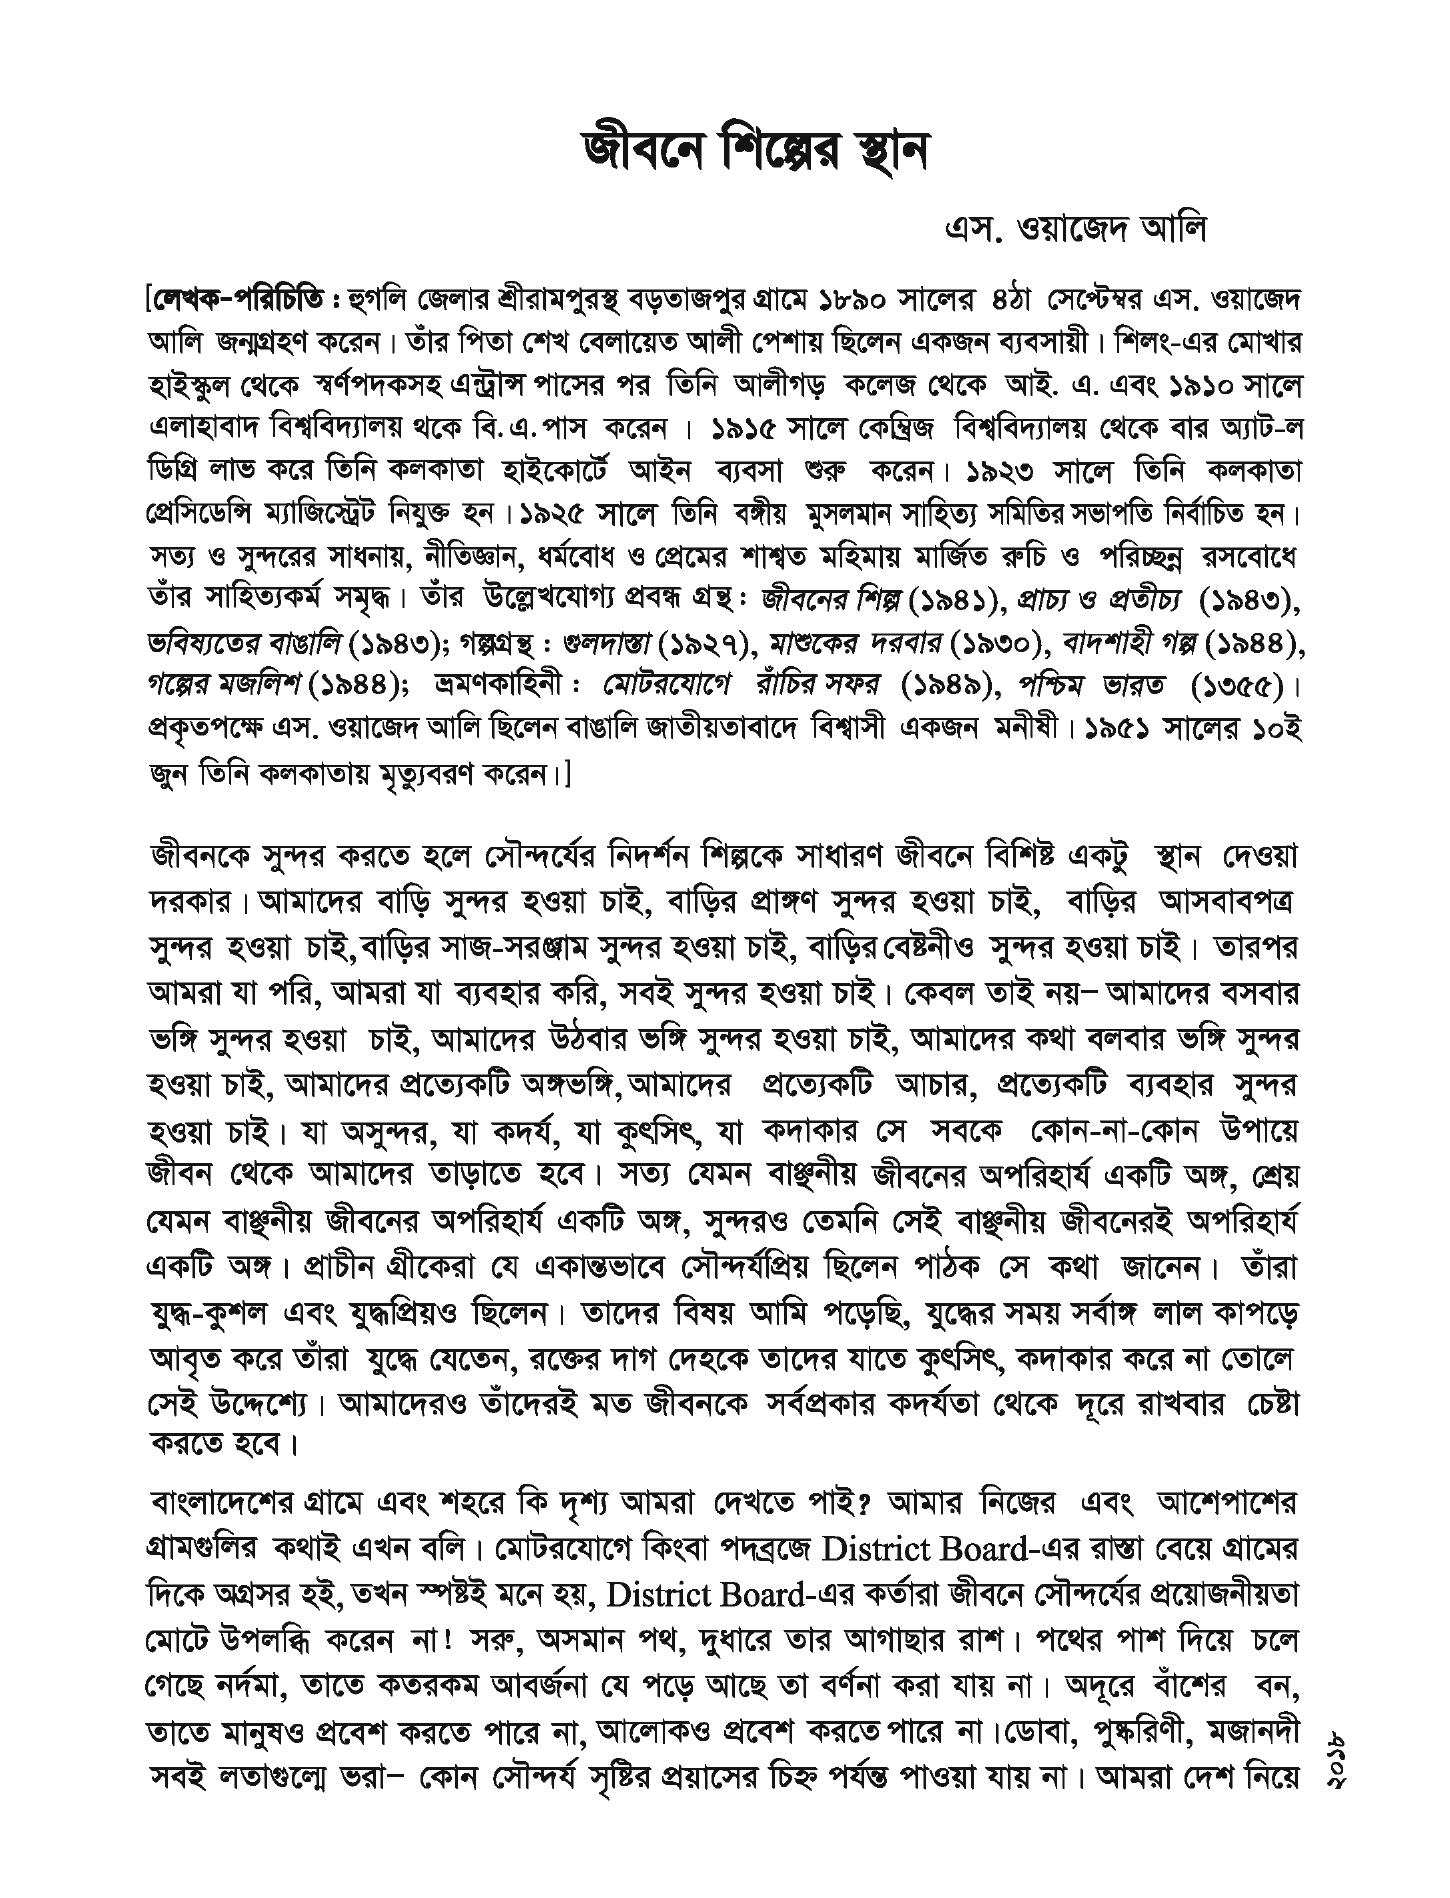 জীবনে শিল্পের স্থান
এস. ওয়াজেদ আলি
[লেখক-পরিচিতি : হুগলি জেলার শ্রীরামপুরস্থ বড়তাজপুর গ্রামে ১৮৯০ সালের ৪ঠা সেপ্টেম্বর এস. ওয়াজেদ
আলি জন্মগ্রহণ করেন। তাঁর পিতা শেখ বেলায়েত আলী পেশায় ছিলেন একজন ব্যবসায়ী। শিলং-এর মোখার
হাইস্কুল থেকে স্বর্ণপদকসহ এন্ট্রান্স পাসের পর তিনি আলীগড় কলেজ থেকে আই. এ. এবং ১৯১০ সালে
এলাহাবাদ বিশ্ববিদ্যালয় থকে বি.এ.পাস করেন । ১৯১৫ সালে কেম্ব্রিজ বিশ্ববিদ্যালয় থেকে বার অ্যাট-ল
ডিগ্রি লাভ করে তিনি কলকাতা হাইকোর্টে আইন ব্যবসা শুরু করেন। ১৯২৩ সালে তিনি কলকাতা
প্রেসিডেন্সি ম্যাজিস্ট্রেট নিযুক্ত হন।১৯২৫ সালে তিনি বঙ্গীয় মুসলমান সাহিত্য সমিতির সভাপতি নির্বাচিত হন।
সত্য ও সুন্দরের সাধনায়, নীতিজ্ঞান, ধর্মবোধ ও প্রেমের শাশ্বত মহিমায় মার্জিত রুচি ও পরিচ্ছন্ন রসবোধে
তাঁর সাহিত্যকর্ম সমৃদ্ধ। তাঁর উল্লেখযোগ্য প্রবন্ধ গ্রন্থ : জীবনের শিল্প (১৯৪১), প্রাচ্য ও প্রতীচ্য (১৯৪৩),
ভবিষ্যতের বাঙালি (১৯৪৩); গল্পগ্রন্থ : গুলদাস্তা (১৯২৭), মাশুকের দরবার (১৯৩০), বাদশাহী গল্প (১৯৪৪),
গল্পের মজলিশ (১৯৪৪); ভ্রমণকাহিনী : মোটরযোগে রাঁচির সফর (১৯৪৯), পশ্চিম ভারত (১৩৫৫)।
প্রকৃতপক্ষে এস. ওয়াজেদ আলি ছিলেন বাঙালি জাতীয়তাবাদে বিশ্বাসী একজন মনীষী। ১৯৫১ সালের ১০ই
জুন তিনি কলকাতায় মৃত্যুবরণ করেন।]
জীবনকে সুন্দর করতে হলে সৌন্দর্যের নিদর্শন শিল্পকে সাধারণ জীবনে বিশিষ্ট একটু স্থান দেওয়া
দরকার। আমাদের বাড়ি সুন্দর হওয়া চাই, বাড়ির প্রাঙ্গণ সুন্দর হওয়া চাই, বাড়ির আসবাবপত্র
সুন্দর হওয়া চাই,বাড়ির সাজ-সরঞ্জাম সুন্দর হওয়া চাই, বাড়ির বেষ্টনীও সুন্দর হওয়া চাই। তারপর
আমরা যা পরি, আমরা যা ব্যবহার করি, সবই সুন্দর হওয়া চাই। কেবল তাই নয়– আমাদের বসবার
ভঙ্গি সুন্দর হওয়া চাই, আমাদের উঠবার ভঙ্গি সুন্দর হওয়া চাই, আমাদের কথা বলবার ভঙ্গি সুন্দর
হওয়া চাই, আমাদের প্রত্যেকটি অঙ্গভঙ্গি,আমাদের প্রত্যেকটি আচার, প্রত্যেকটি ব্যবহার সুন্দর
হওয়া চাই। যা অসুন্দর, যা কদর্য, যা কুৎসিৎ, যা কদাকার সে সবকে কোন-না-কোন উপায়ে
জীবন থেকে আমাদের তাড়াতে হবে। সত্য যেমন বাঞ্ছনীয় জীবনের অপরিহার্য একটি অঙ্গ, শ্রেয়
যেমন বাঞ্ছনীয় জীবনের অপরিহার্য একটি অঙ্গ, সুন্দরও তেমনি সেই বাঞ্ছনীয় জীবনেরই অপরিহার্য
একটি অঙ্গ। প্রাচীন গ্রীকেরা যে একান্তভাবে সৌন্দর্যপ্রিয় ছিলেন পাঠক সে কথা জানেন। তাঁরা
যুদ্ধ-কুশল এবং যুদ্ধপ্রিয়ও ছিলেন। তাদের বিষয় আমি পড়েছি, যুদ্ধের সময় সর্বাঙ্গ লাল কাপড়ে
আবৃত করে তাঁরা যুদ্ধে যেতেন, রক্তের দাগ দেহকে তাদের যাতে কুৎসিৎ, কদাকার করে না তোলে
সেই উদ্দেশ্যে। আমাদেরও তাঁদেরই মত জীবনকে সর্বপ্রকার কদর্যতা থেকে দূরে রাখবার চেষ্টা
করতে হবে।
বাংলাদেশের গ্রামে এবং শহরে কি দৃশ্য আমরা দেখতে পাই? আমার নিজের এবং আশেপাশের
গ্রামগুলির কথাই এখন বলি। মোটরযোগে কিংবা পদব্রজে District Board-এর রাস্তা বেয়ে গ্রামের
দিকে অগ্রসর হই, তখন স্পষ্টই মনে হয়, District Board-এর কর্তারা জীবনে সৌন্দর্যের প্রয়োজনীয়তা
মোটে উপলব্ধি করেন না! সরু, অসমান পথ, দুধারে তার আগাছার রাশ। পথের পাশ দিয়ে চলে
গেছে নর্দমা, তাতে কতরকম আবর্জনা যে পড়ে আছে তা বর্ণনা করা যায় না। অদূরে বাঁশের বন,
তাতে মানুষও প্রবেশ করতে পারে না, আলোকও প্রবেশ করতে পারে না।ডোবা, পুষ্করিণী, মজানদী
সবই লতাগুল্মে ভরা– কোন সৌন্দর্য সৃষ্টির প্রয়াসের চিহ্ন পর্যন্ত পাওয়া যায় না। আমরা দেশ নিয়ে
২০১৮